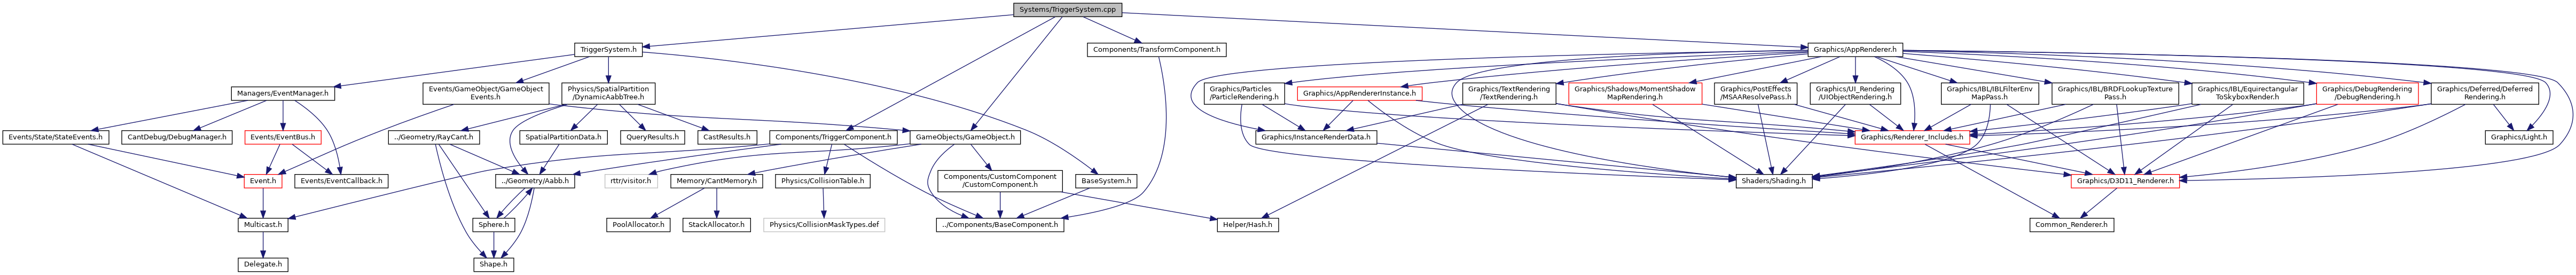 Systems/TriggerSystem.cpp
TriggerSystem.h
Components/TransformComponent.h
Graphics/AppRenderer.h
Managers/EventManager.h
Events/GameObject/GameObject
Events.h
Physics/SpatialPartition
/DynamicAabbTree.h
Graphics/Particles
/ParticleRendering.h
Graphics/AppRendererInstance.h
Graphics/TextRendering
/TextRendering.h
Graphics/Shadows/MomentShadow
MapRendering.h
Graphics/PostEffects
/MSAAResolvePass.h
Graphics/UI_Rendering
/UIObjectRendering.h
Graphics/IBL/IBLFilterEnv
MapPass.h
Graphics/IBL/BRDFLookupTexture
Pass.h
Graphics/IBL/Equirectangular
ToSkyboxRender.h
Graphics/DebugRendering
/DebugRendering.h
Graphics/Deferred/Deferred
Rendering.h
Events/State/StateEvents.h
CantDebug/DebugManager.h
Events/EventBus.h
../Geometry/RayCant.h
SpatialPartitionData.h
QueryResults.h
CastResults.h
Components/TriggerComponent.h
GameObjects/GameObject.h
Graphics/InstanceRenderData.h
Graphics/Renderer_Includes.h
Graphics/Light.h
Event.h
Events/EventCallback.h
../Geometry/Aabb.h
rttr/visitor.h
Memory/CantMemory.h
Physics/CollisionTable.h
Components/CustomComponent
/CustomComponent.h
BaseSystem.h
Shaders/Shading.h
Graphics/D3D11_Renderer.h
Multicast.h
Sphere.h
PoolAllocator.h
StackAllocator.h
Physics/CollisionMaskTypes.def
../Components/BaseComponent.h
Helper/Hash.h
Common_Renderer.h
Delegate.h
Shape.h